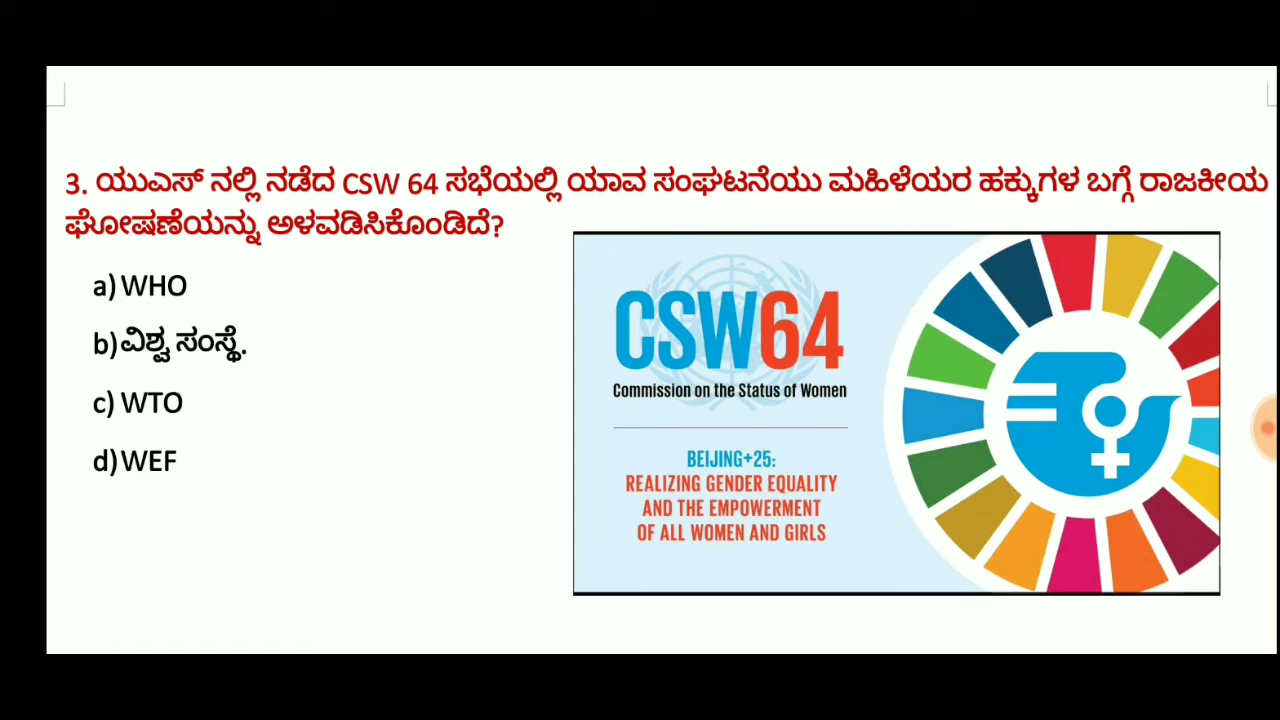 3. ಯುಎಸ್ ನಲ್ಲಿ ನಡೆದ CSW 64 ಸಭೆಯಲ್ಲಿ ಯಾವ ಸಂಘಟನೆಯು ಮಹಿಳೆಯರ ಹಕ್ಕುಗಳ ಬಗ್ಗೆ ರಾಜಕೀಯ
ಘೋಷಣೆಯನ್ನು ಅಳವಡಿಸಿಕೊಂಡಿದೆ?
a) WHO
b) ವಿಶ್ವ ಸಂಸ್ಥೆ.
c) WTO
d) WEF
CSW64
Commission on the Status of Women
BEIJING+25:
REALIZING GENDER EQUALITY
AND THE EMPOWERMENT
OF ALL WOMEN AND GIRLS